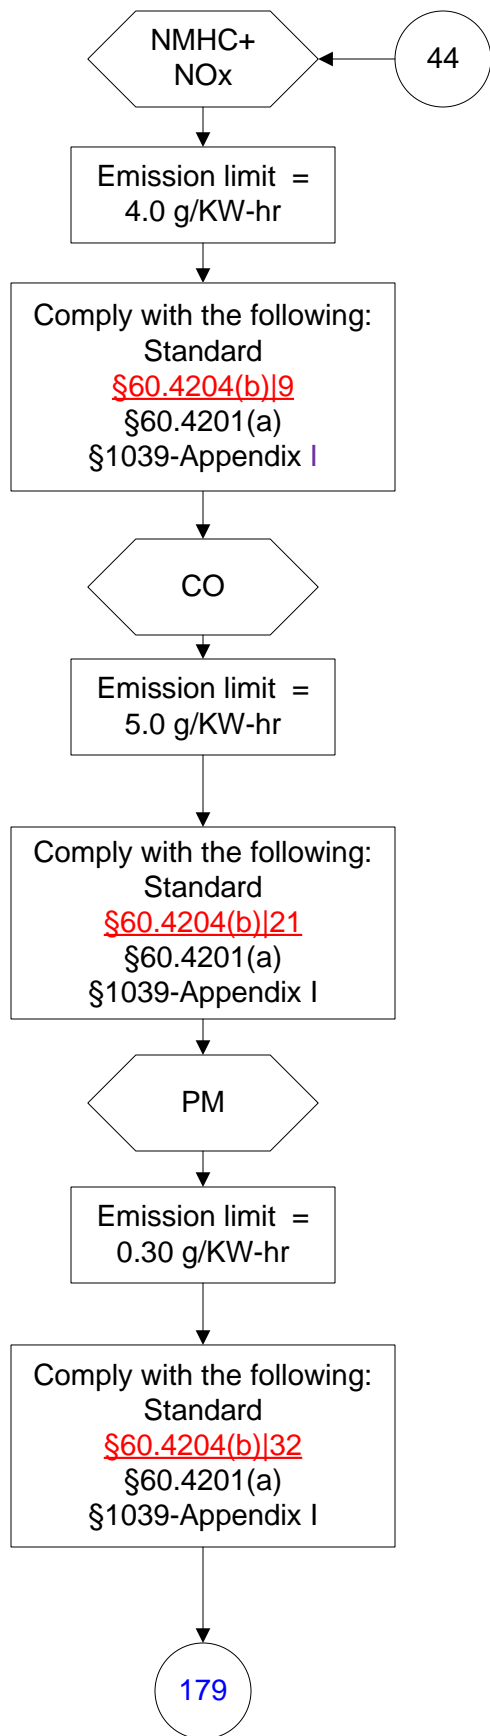 NMHC+
NOx
44
Emission limit =
4.0 g/KW-hr
Comply with the following:
Standard
§60.4204(b)|9
§60.4201(a)
§1039-Appendix I
CO
Emission limit =
5.0 g/KW-hr
Comply with the following:
Standard
§60.4204(b)|21
§60.4201(a)
§1039-Appendix I
PM
Emission limit =
0.30 g/KW-hr
Comply with the following:
Standard
§60.4204(b)|32
§60.4201(a)
§1039-Appendix I
179